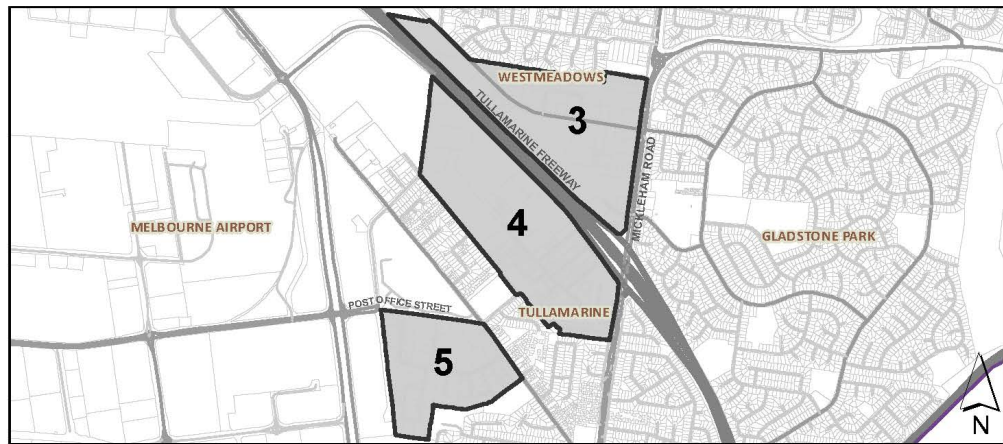 WESTMEADOWS
3
TULLAMARINE FREEWAY
MICKLEHAM ROAD
4
MELBOURNE AIRPORT
GLADSTONE PARK
POST OFFICE STREET
TULLAMARINE
5
N